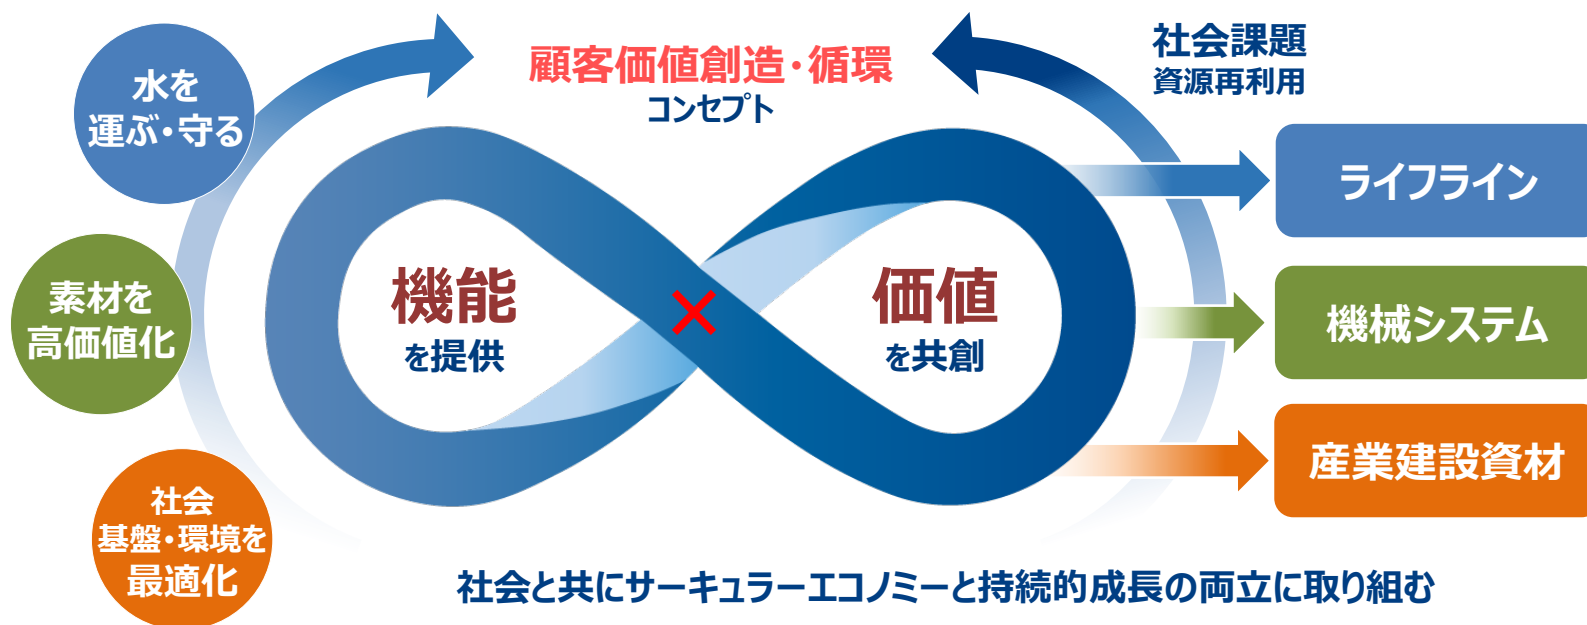 顧客価値創造・循環
コンセプト
社会課題
資源再利用
水を
運ぶ・守る
素材を
高価値化
社会
基盤・環境を
最適化
機能
を提供
×
価値
を共創
ライフライン
機械システム
産業建設資材
社会と共にサーキュラーエコノミーと持続的成長の両立に取り組む